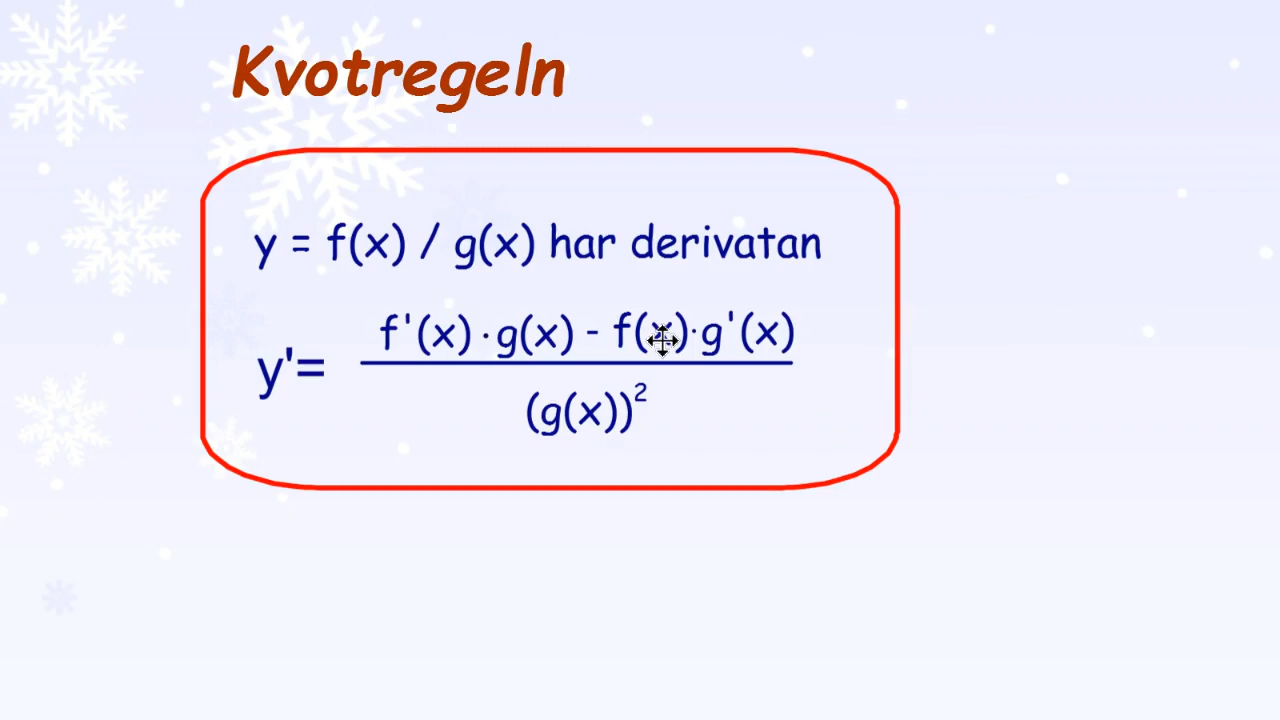 Kvotregeln
y = f(x) / g(x) har derivatan
y'= f'(x)·g(x) - f(x)·g'(x)
(g(x))²